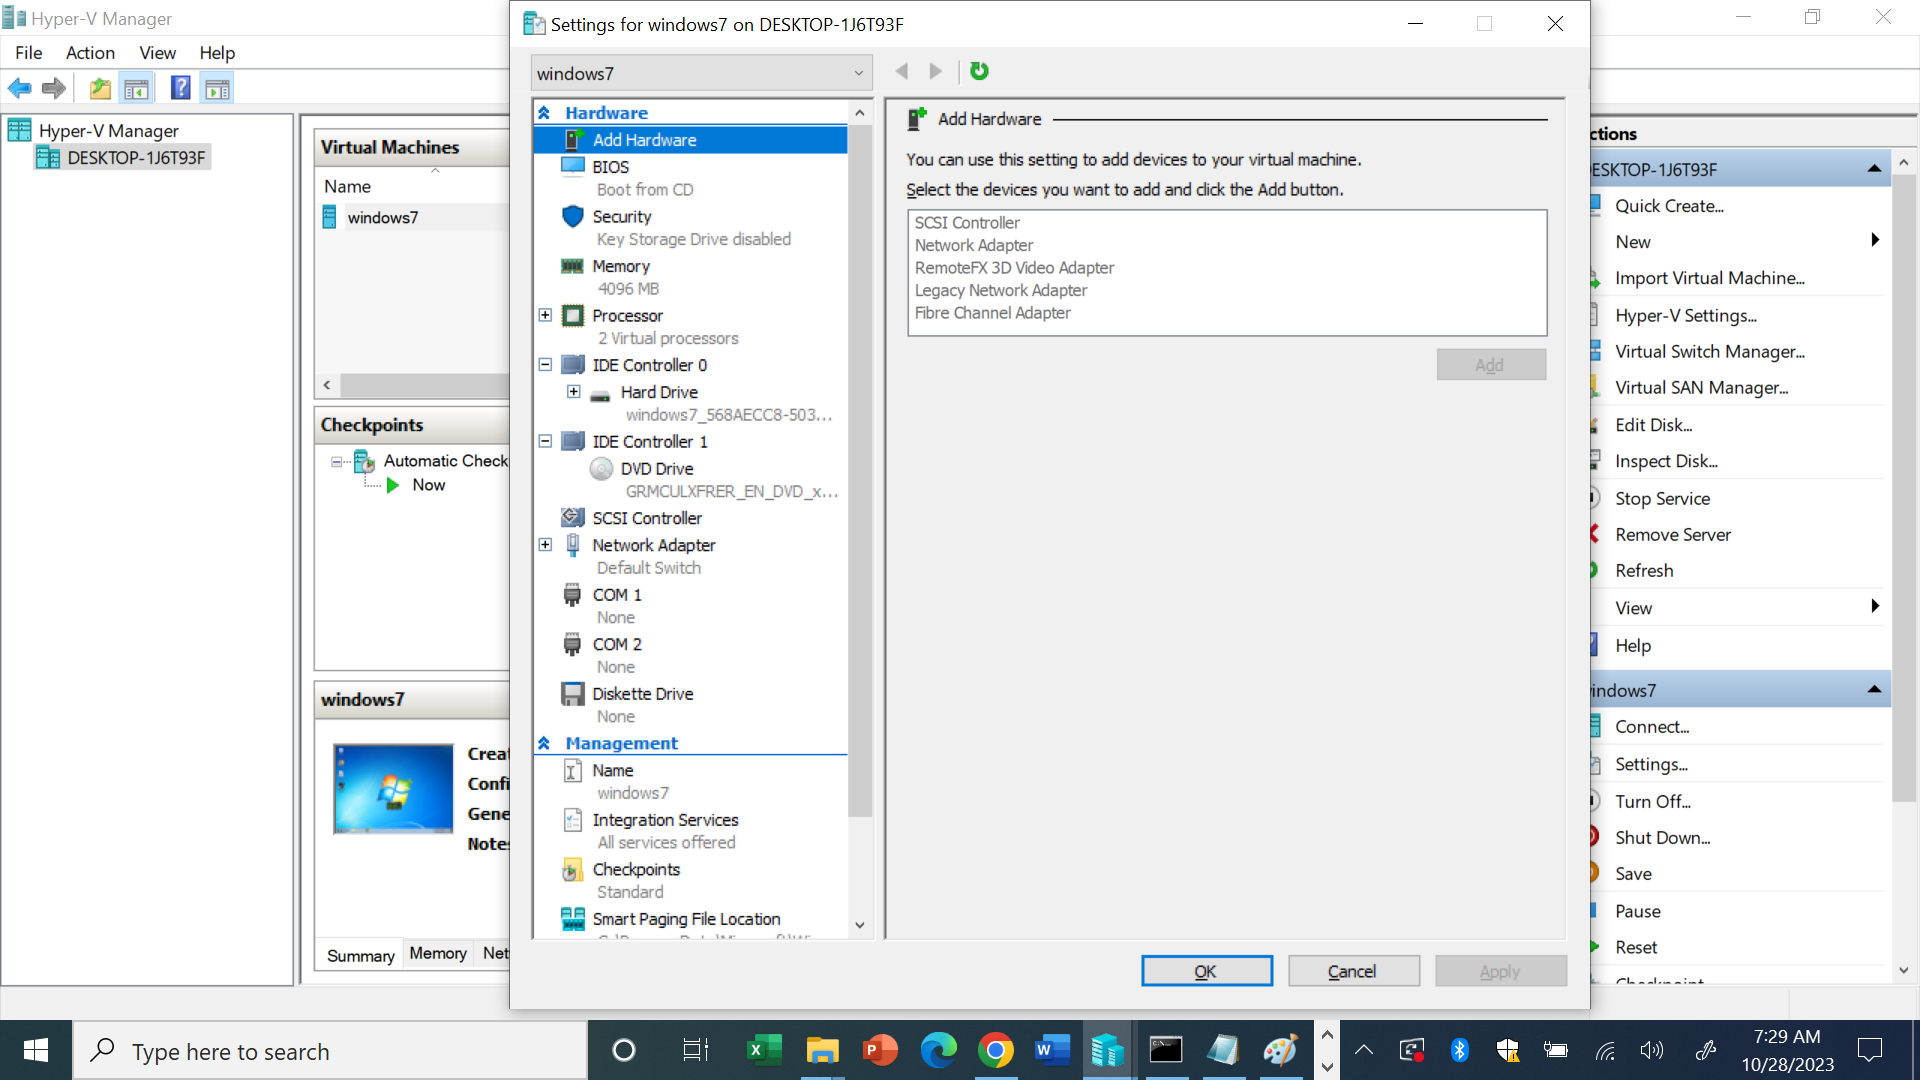 Hyper-V Manager
File Action View Help
Hyper-V Manager
DESKTOP-1J6T93F
Virtual Machines
Name
windows7
Checkpoints
Automatic Check
Now
windows7
Creat
Confi
Gene
Notes
Summary Memory Net
Settings for windows7 on DESKTOP-1J6T93F
windows7
Hardware
Add Hardware
BIOS
Boot from CD
Security
Key Storage Drive disabled
Memory
4096 MB
Processor
2 Virtual processors
IDE Controller 0
Hard Drive
windows7_568AECC8-503...
IDE Controller 1
DVD Drive
GRMCULXFRER_EN_DVD_x...
SCSI Controller
Network Adapter
Default Switch
COM 1
None
COM 2
None
Diskette Drive
None
Management
Name
windows7
Integration Services
All services offered
Checkpoints
Standard
Smart Paging File Location
Add Hardware
You can use this setting to add devices to your virtual machine.
Select the devices you want to add and click the Add button.
SCSI Controller
Network Adapter
RemoteFX 3D Video Adapter
Legacy Network Adapter
Fibre Channel Adapter
Add
OK Cancel Apply
ctions
ESKTOP-1J6T93F
Quick Create...
New
Import Virtual Machine...
Hyper-V Settings...
Virtual Switch Manager...
Virtual SAN Manager...
Edit Disk...
Inspect Disk...
Stop Service
Remove Server
Refresh
View
Help
indows7
Connect...
Settings...
Turn Off...
Shut Down...
Save
Pause
Reset
Checkpoint
Type here to search
7:29 AM
10/28/2023